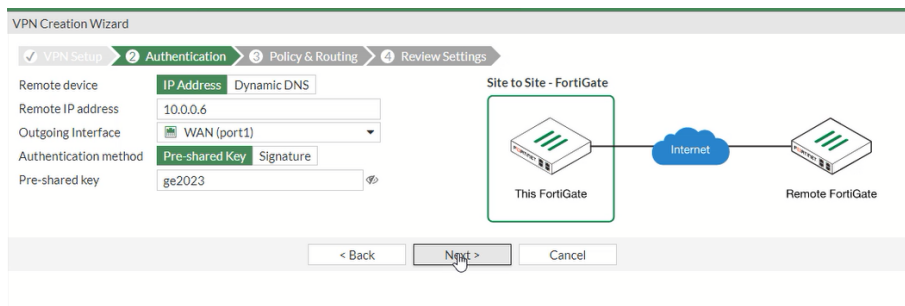 VPN Creation Wizard
VPN Setup 2 Authentication 3 Policy & Routing 4 Review Settings
Remote device IP Address Dynamic DNS
Remote IP address 10.0.0.6
Outgoing Interface WAN (port1)
Authentication method Pre-shared Key Signature
Pre-shared key ge2023
Site to Site - FortiGate
Internet
This FortiGate
Remote FortiGate
< Back Next > Cancel